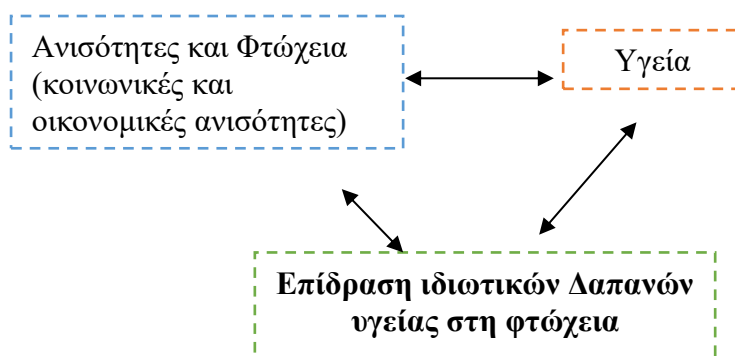 Ανισότητες και Φτώχεια
(κοινωνικές και
οικονομικές ανισότητες)
Υγεία
Επίδραση ιδιωτικών Δαπανών
υγείας στη φτώχεια